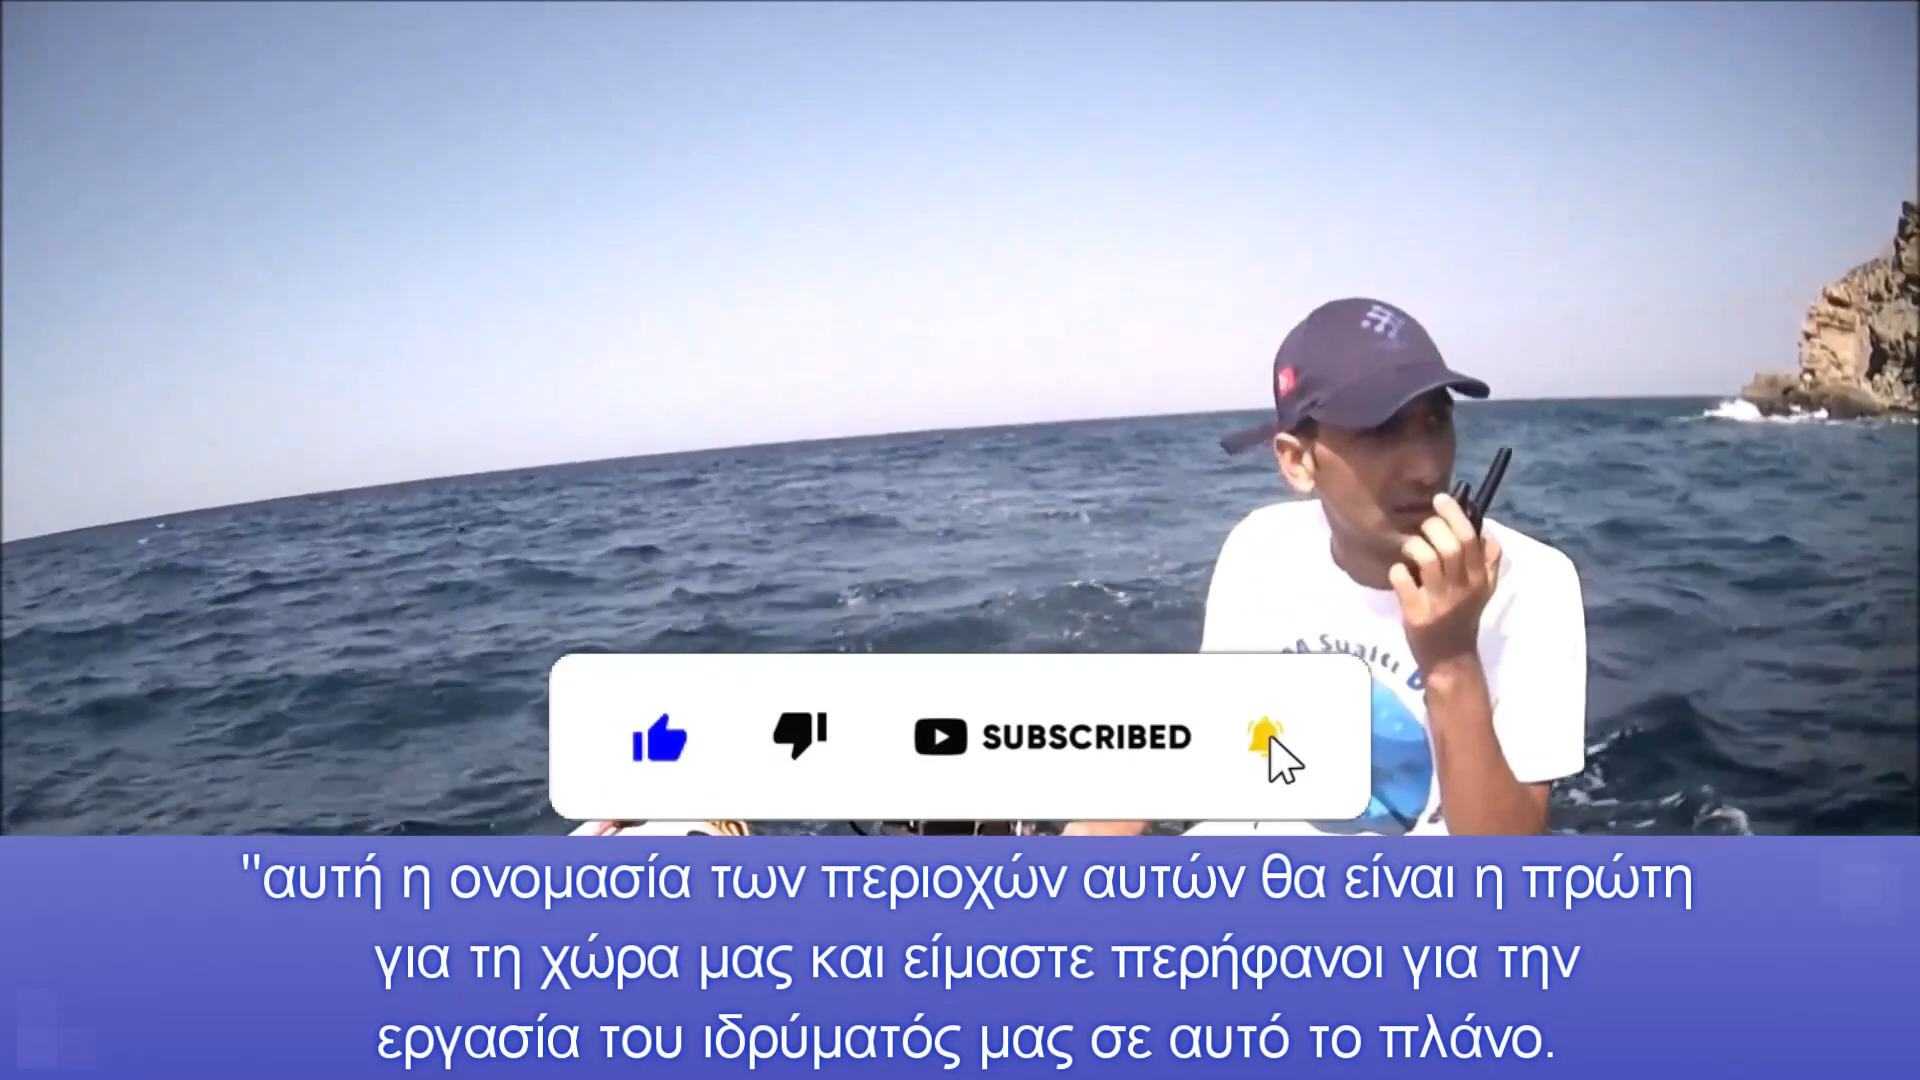 SUBSCRIBED
"αυτή η ονομασία των περιοχών αυτών θα είναι η πρώτη
για τη χώρα μας και είμαστε περήφανοι για την
εργασία του ιδρύματός μας σε αυτό το πλάνο.